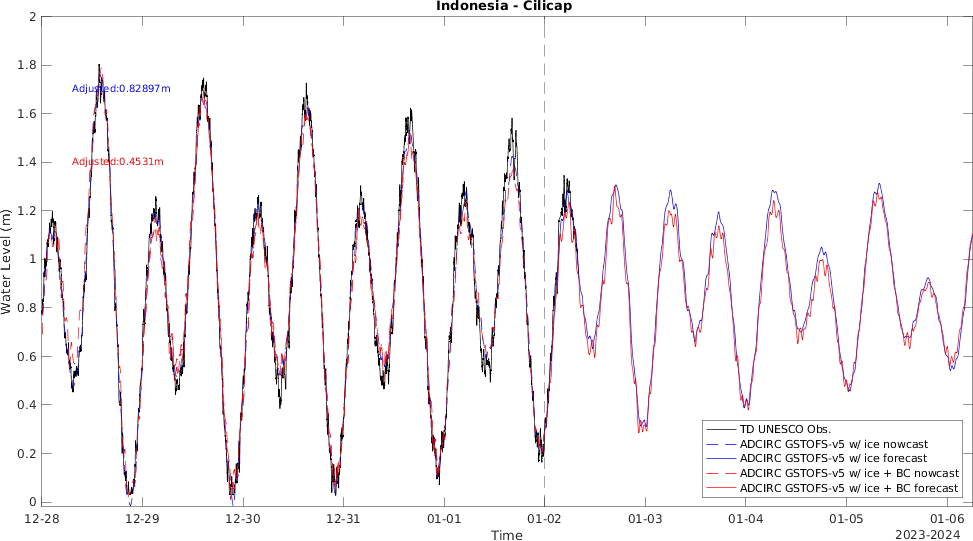 Indonesia - Cilicap
2
1.8
1.6
1.4
1.2
1
0.8
0.6
0.4
0.2
0
Water Level (m)
Adjusted:0.82897m
Adjusted:0.4531m
TD UNESCO Obs.
ADCIRC GSTOFS-v5 w/ ice nowcast
ADCIRC GSTOFS-v5 w/ ice forecast
ADCIRC GSTOFS-v5 w/ ice + BC nowcast
ADCIRC GSTOFS-v5 w/ ice + BC forecast
12-28 12-29 12-30 12-31 01-01 01-02 01-03 01-04 01-05 01-06
Time
2023-2024